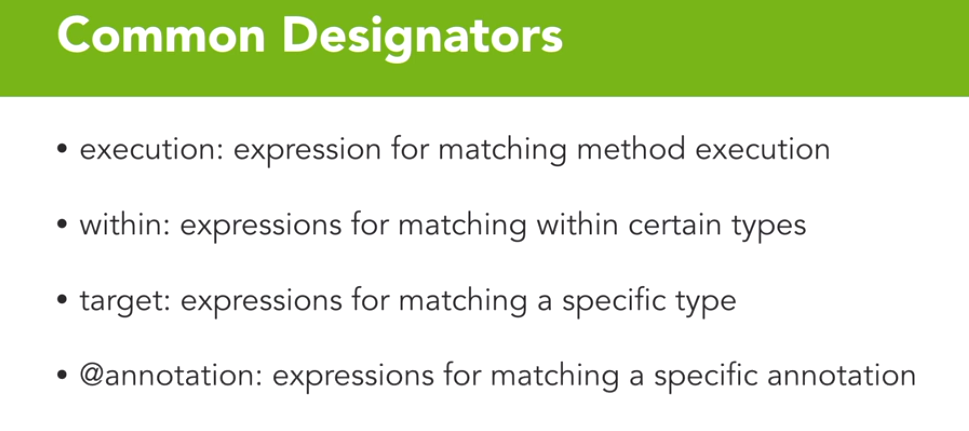 Common Designators
• execution: expression for matching method execution
• within: expressions for matching within certain types
• target: expressions for matching a specific type
• @annotation: expressions for matching a specific annotation